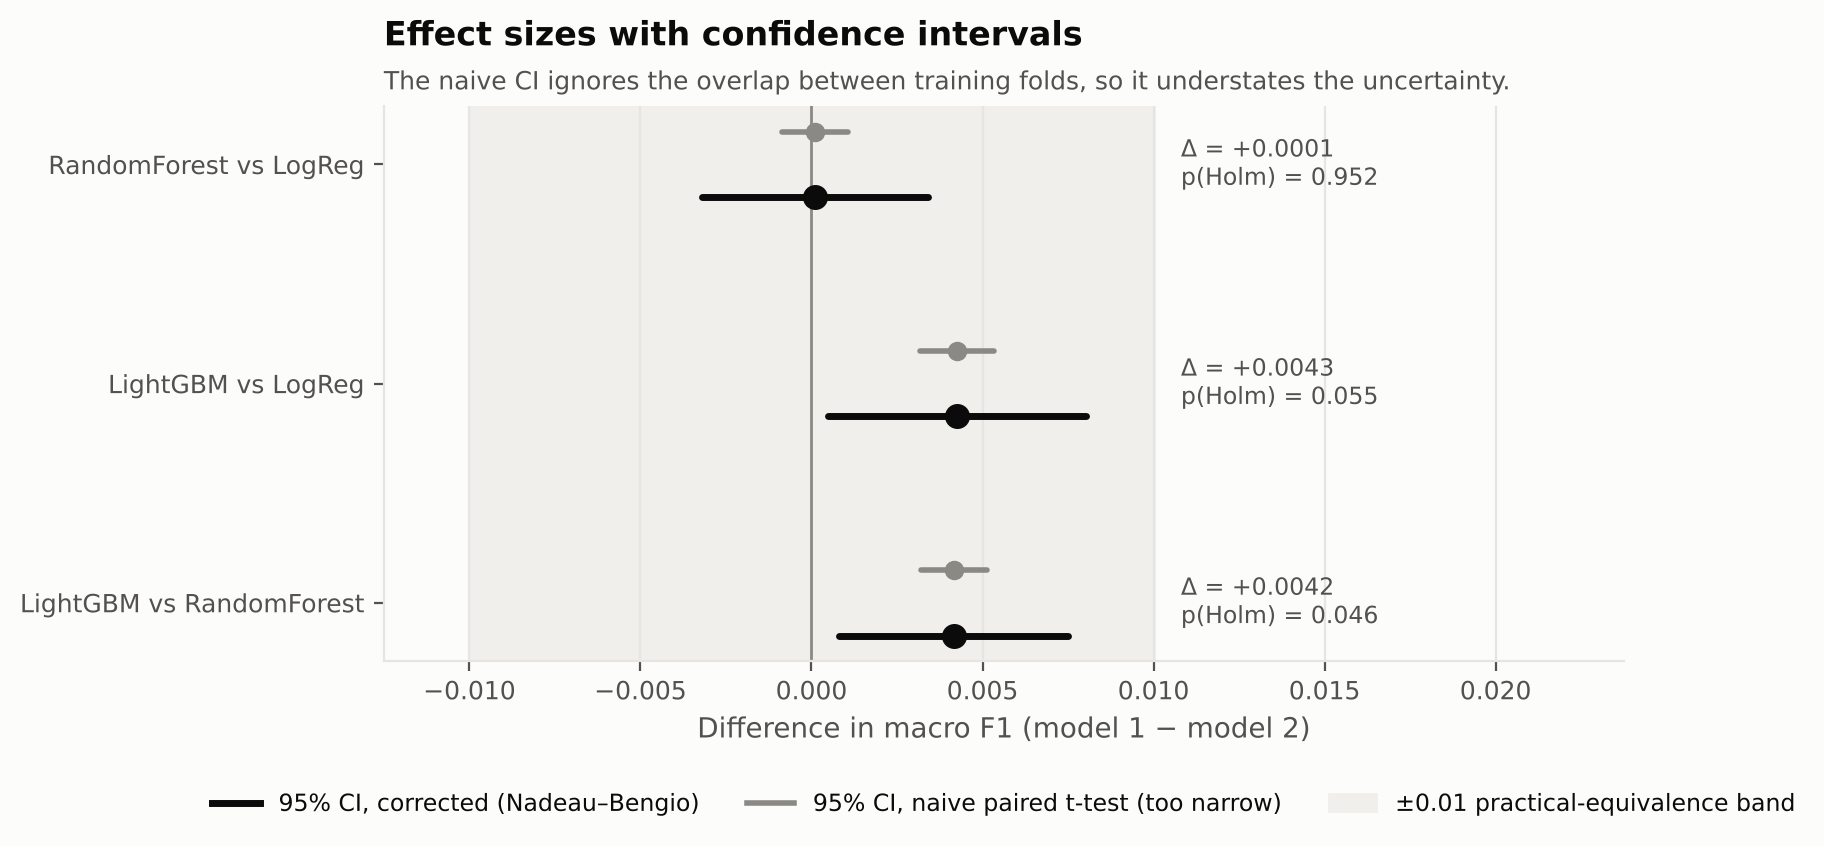 Effect sizes with confidence intervals
The naive CI ignores the overlap between training folds, so it understates the uncertainty.
RandomForest vs LogReg
Δ = +0.0001
p(Holm) = 0.952
LightGBM vs LogReg
Δ = +0.0043
p(Holm) = 0.055
LightGBM vs RandomForest
Δ = +0.0042
p(Holm) = 0.046
−0.010 −0.005 0.000 0.005 0.010 0.015 0.020
Difference in macro F1 (model 1 − model 2)
95% CI, corrected (Nadeau–Bengio) 95% CI, naive paired t-test (too narrow) ±0.01 practical-equivalence band